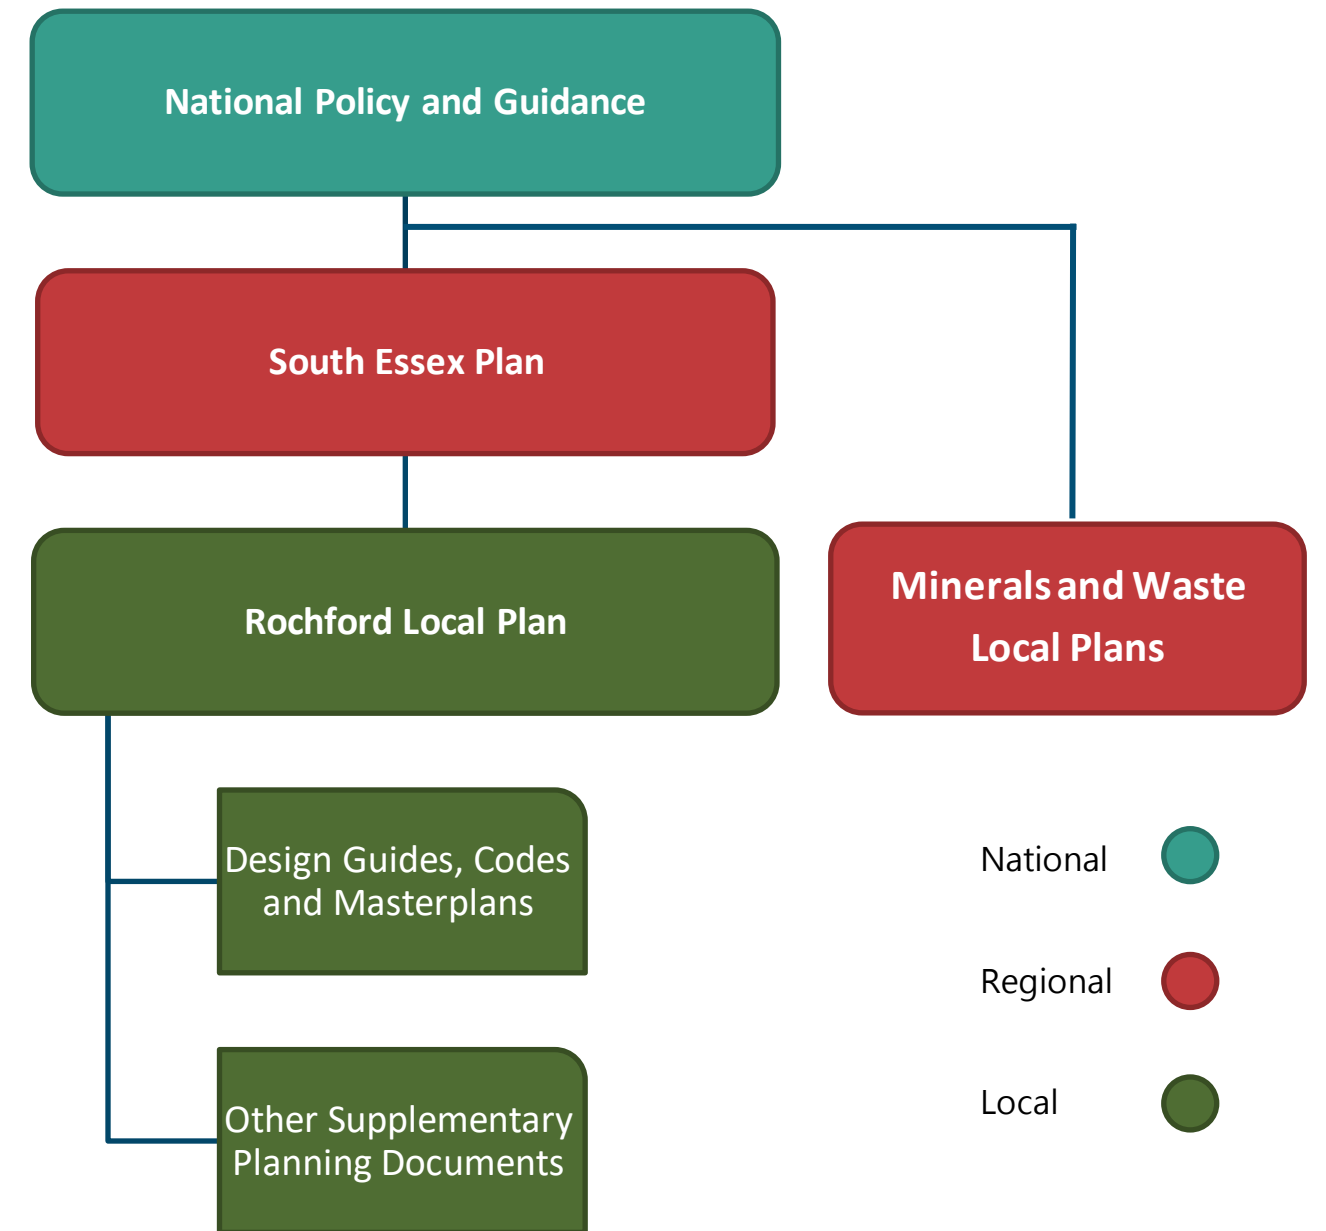 National Policy and Guidance
South Essex Plan
Rochford Local Plan
Minerals and Waste
Local Plans
Design Guides, Codes
and Masterplans
Other Supplementary
Planning Documents
National
Regional
Local